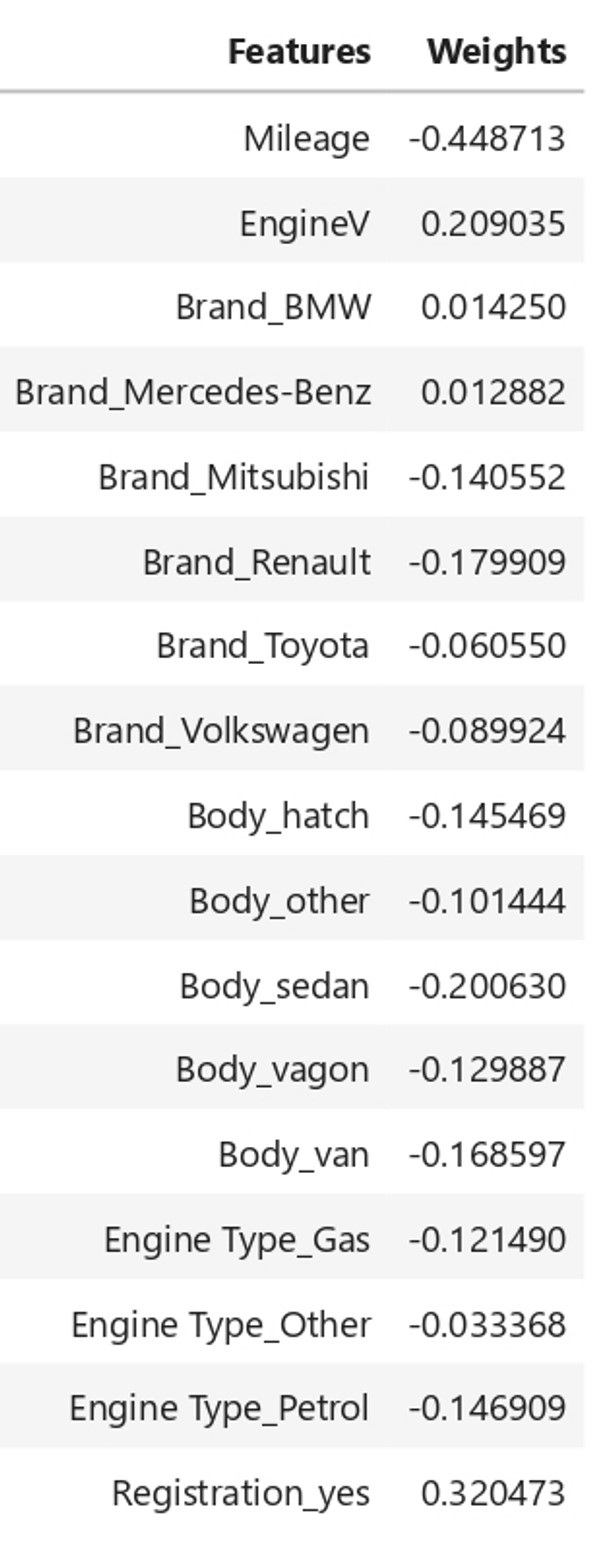 Features Weights
Mileage -0.448713
EngineV 0.209035
Brand_BMW 0.014250
Brand_Mercedes-Benz 0.012882
Brand_Mitsubishi -0.140552
Brand_Renault -0.179909
Brand_Toyota -0.060550
Brand_Volkswagen -0.089924
Body_hatch -0.145469
Body_other -0.101444
Body_sedan -0.200630
Body_vagon -0.129887
Body_van -0.168597
Engine Type_Gas -0.121490
Engine Type_Other -0.033368
Engine Type_Petrol -0.146909
Registration_yes 0.320473